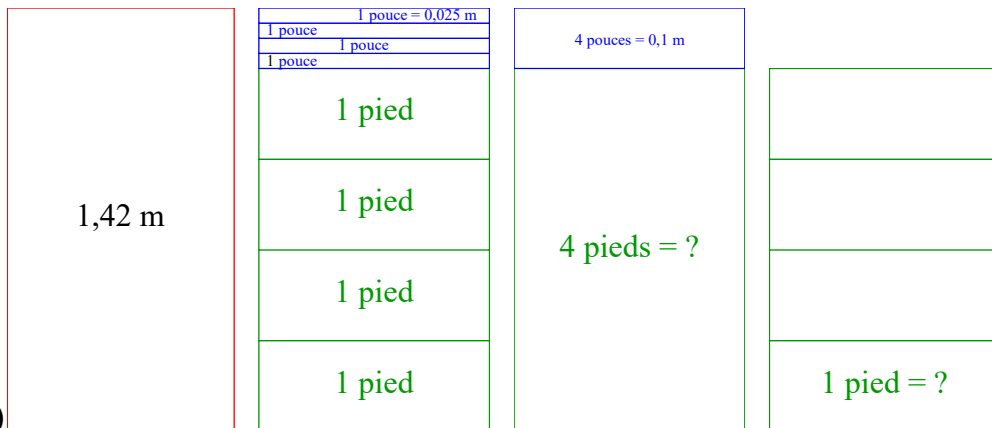 1 pouce = 0,025 m
1 pouce
1 pouce
1 pouce
4 pouces = 0,1 m
1 pied
1 pied
1,42 m
4 pieds = ?
1 pied
1 pied
1 pied = ?
)